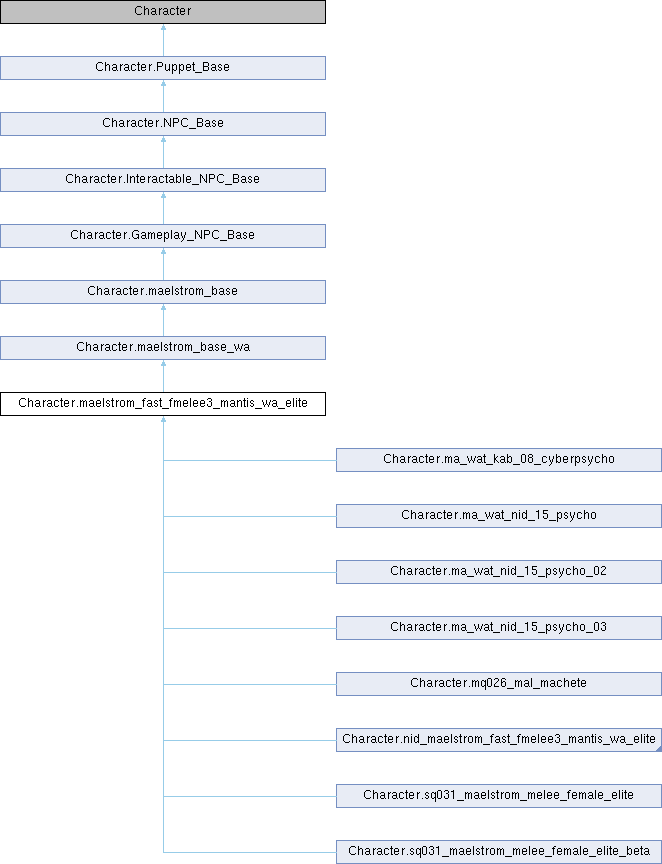 Character
Character.Puppet_Base
Character.NPC_Base
Character.Interactable_NPC_Base
Character.Gameplay_NPC_Base
Character.maelstrom_base
Character.maelstrom_base_wa
Character.maelstrom_fast_fmelee3_mantis_wa_elite
Character.ma_wat_kab_08_cyberpsycho
Character.ma_wat_nid_15_psycho
Character.ma_wat_nid_15_psycho_02
Character.ma_wat_nid_15_psycho_03
Character.mq026_mal_machete
Character.nid_maelstrom_fast_fmelee3_mantis_wa_elite
Character.sq031_maelstrom_melee_female_elite
Character.sq031_maelstrom_melee_female_elite_beta